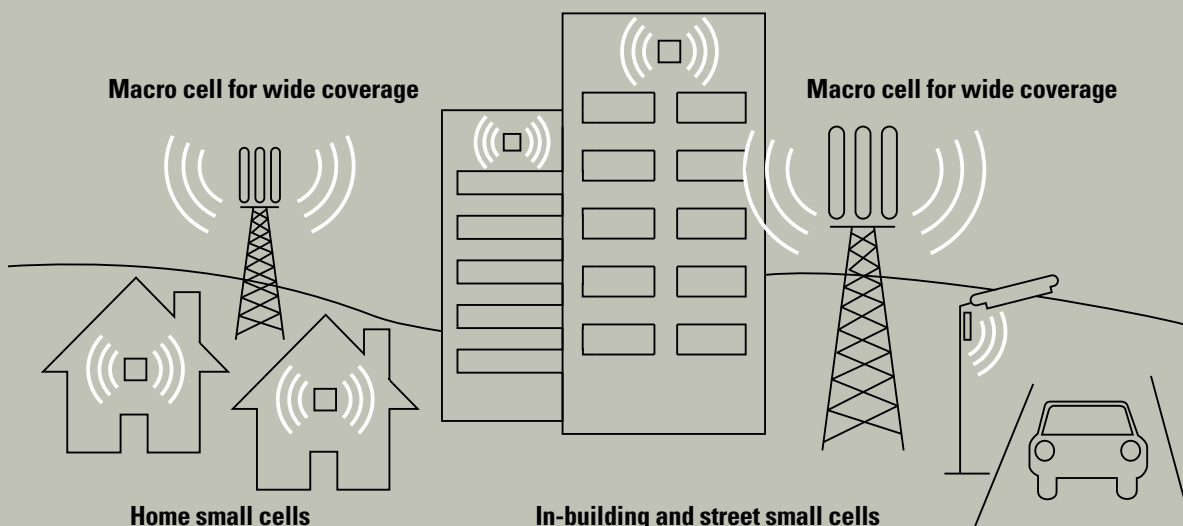 Macro cell for wide coverage
Macro cell for wide coverage
Home small cells
In-building and street small cells